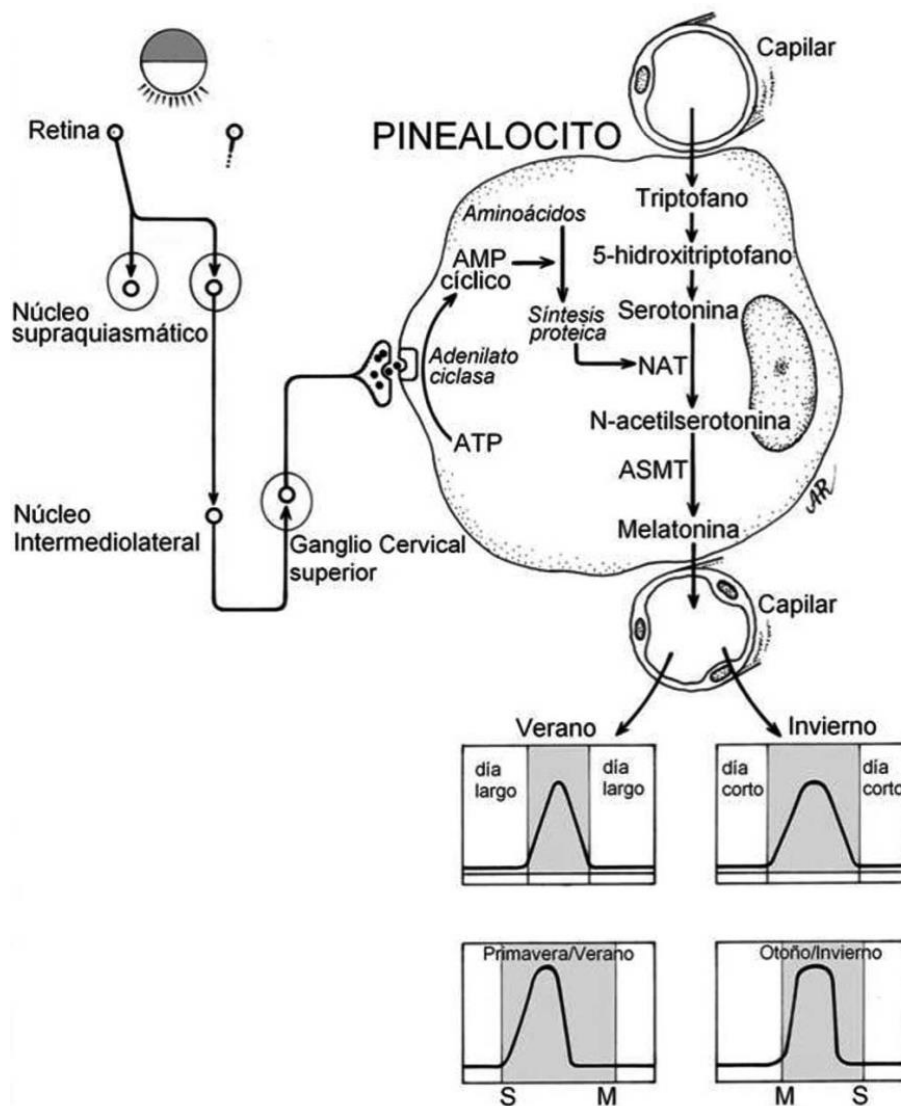 Capilar
Retina
PINEALOCITO
Triptofano
Aminoácidos
5-hidroxitriptofano
AMP
cíclico
Serotonina
Síntesis
proteica
Núcleo
supraquiasmático
Adenilato
ciclasa
NAT
N-acetilserotonina
ATP
ASMT
AR
Núcleo
Intermediolateral
Ganglio Cervical
superior
Melatonina
Capilar
Verano
Invierno
día
largo
día
largo
día
corto
día
corto
Primavera/Verano
Otoño/Invierno
S
M
M
S